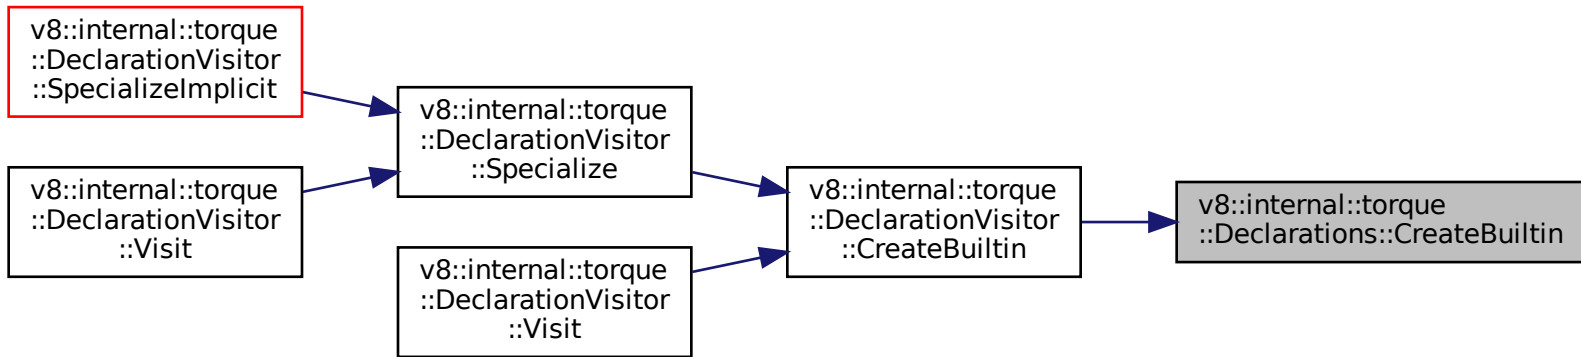 v8::internal::torque
::DeclarationVisitor
::SpecializeImplicit
v8::internal::torque
::DeclarationVisitor
::Visit
v8::internal::torque
::DeclarationVisitor
::Specialize
v8::internal::torque
::DeclarationVisitor
::Visit
v8::internal::torque
::DeclarationVisitor
::CreateBuiltin
v8::internal::torque
::Declarations::CreateBuiltin